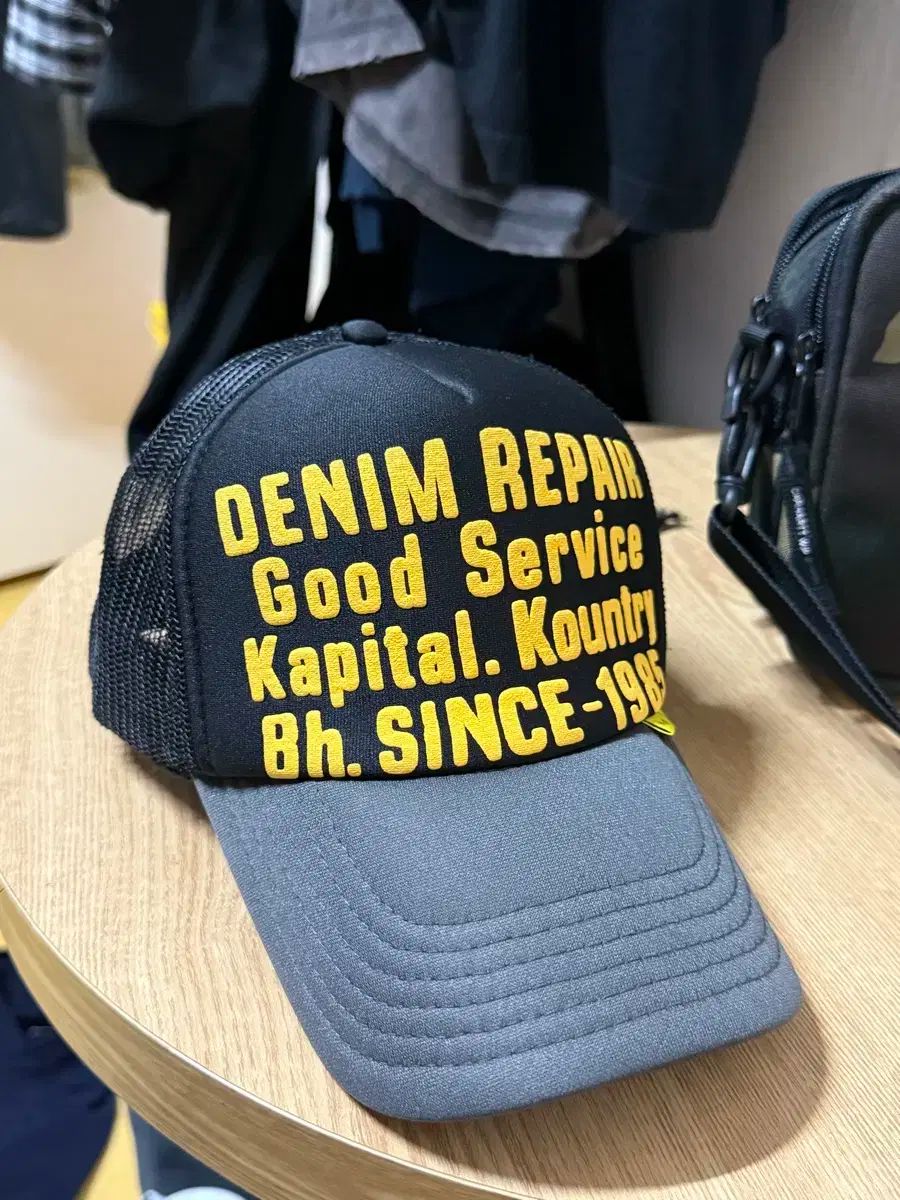 DENIM REPAIR
Good Service
Kapital. Kountry
Bh. SINCE-1985